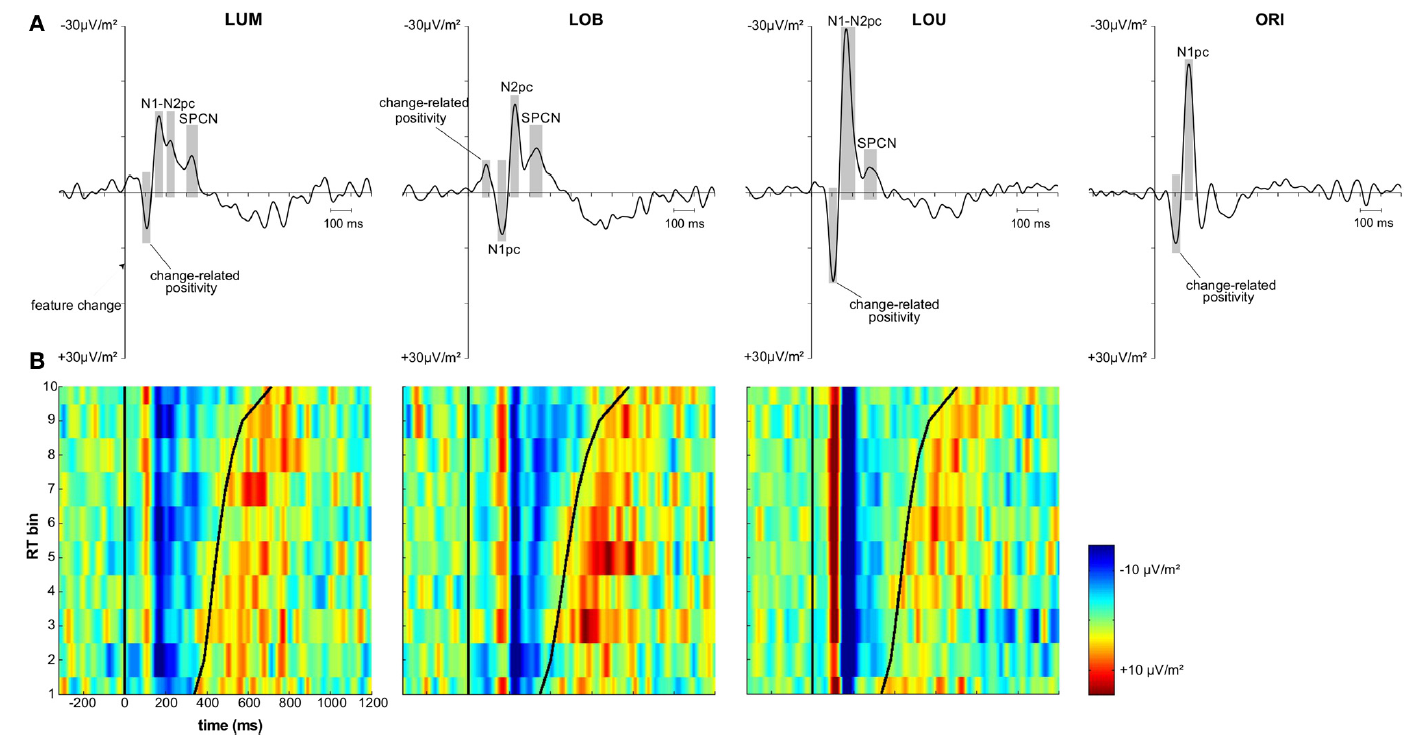 A
-30µV/m²
LUM
N1-N2pc
SPCN
100 ms
change-related
positivity
feature change
+30µV/m²
-30µV/m²
LOB
change-related
positivity
N2pc
SPCN
N1pc
100 ms
+30µV/m²
-30µV/m²
N1-N2pc
LOU
SPCN
100 ms
change-related
positivity
+30µV/m²
-30µV/m²
ORI
N1pc
100 ms
change-related
positivity
+30µV/m²
B
RT bin
10
9
8
7
6
5
4
3
2
1
-200 0 200 400 600 800 1000 1200
time (ms)
-10 µV/m²
+10 µV/m²